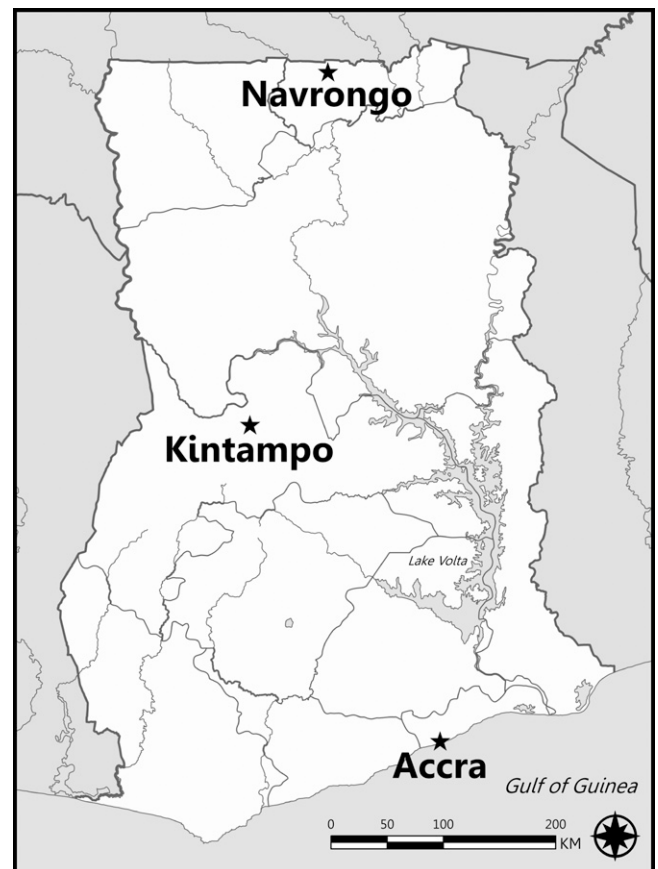 Navrongo
Kintampo
Lake Volta
Accra
Gulf of Guinea
0 50 100 200
KM